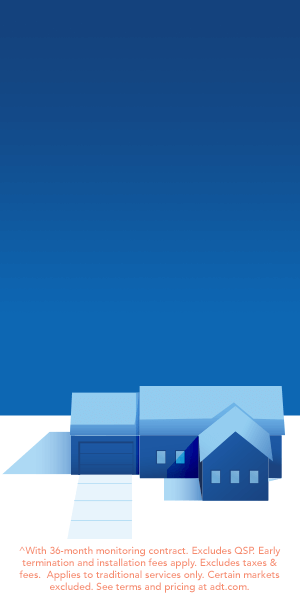 ^With 36-month monitoring contract. Excludes QSP. Early
termination and installation fees apply. Excludes taxes &
fees.  Applies to traditional services only. Certain markets
excluded. See terms and pricing at adt.com.